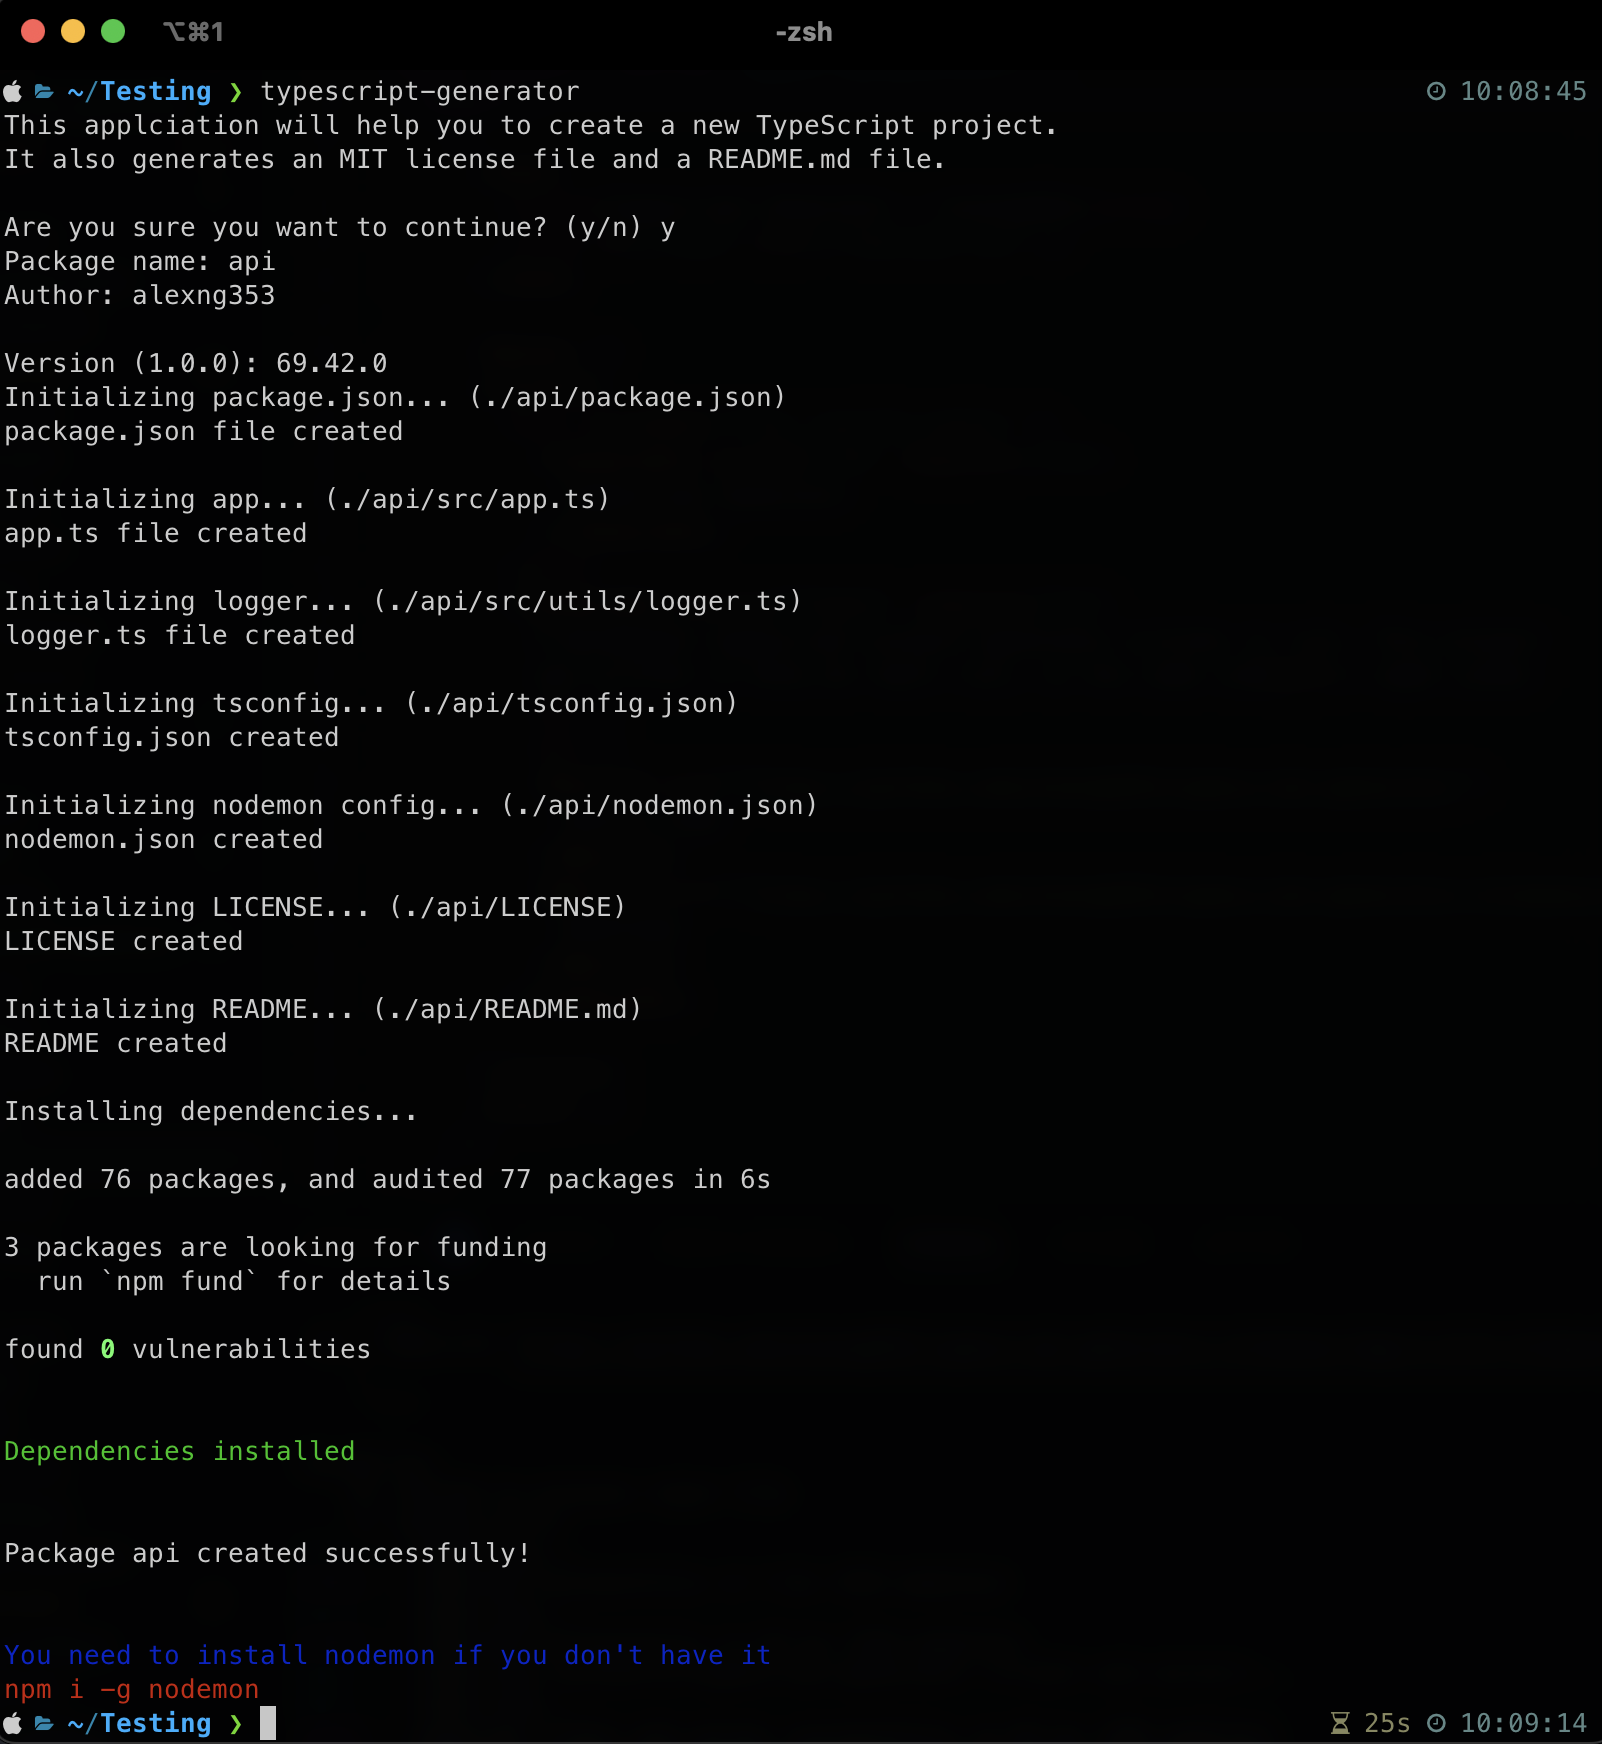 ⌥⌘1
-zsh
~/Testing ❯ typescript-generator 10:08:45
This applciation will help you to create a new TypeScript project.
It also generates an MIT license file and a README.md file.
Are you sure you want to continue? (y/n) y
Package name: api
Author: alexng353
Version (1.0.0): 69.42.0
Initializing package.json... (./api/package.json)
package.json file created
Initializing app... (./api/src/app.ts)
app.ts file created
Initializing logger... (./api/src/utils/logger.ts)
logger.ts file created
Initializing tsconfig... (./api/tsconfig.json)
tsconfig.json created
Initializing nodemon config... (./api/nodemon.json)
nodemon.json created
Initializing LICENSE... (./api/LICENSE)
LICENSE created
Initializing README... (./api/README.md)
README created
Installing dependencies...
added 76 packages, and audited 77 packages in 6s
3 packages are looking for funding
  run `npm fund` for details
found 0 vulnerabilities
Dependencies installed
Package api created successfully!
You need to install nodemon if you don't have it
npm i -g nodemon
~/Testing ❯ 25s 10:09:14